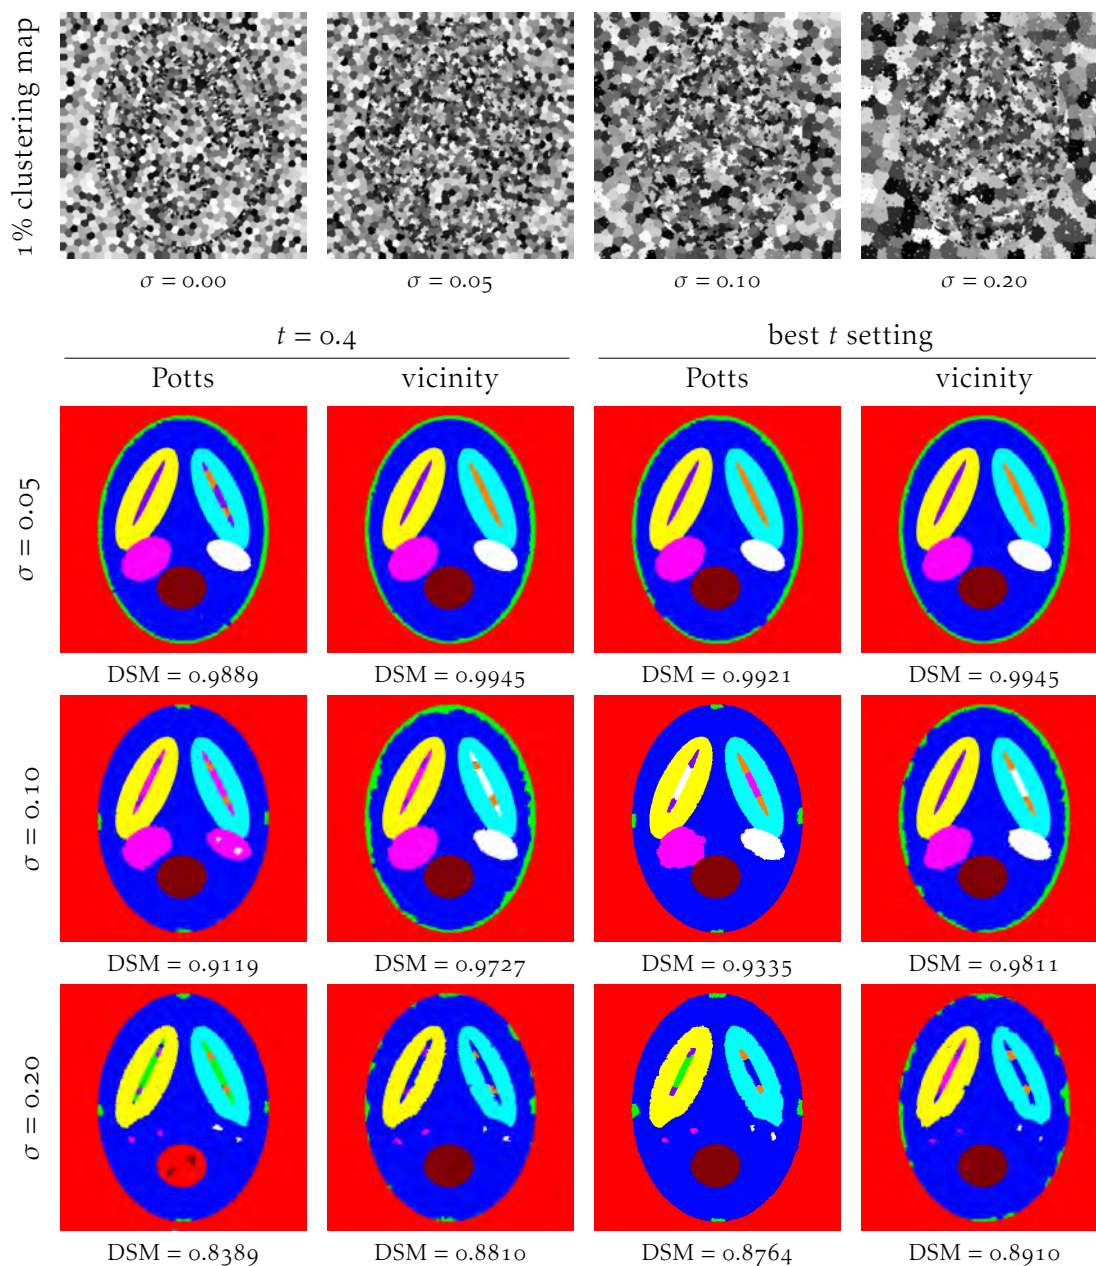 1% clustering map
σ = 0.00 σ = 0.05 σ = 0.10 σ = 0.20
t = 0.4 best t setting
Potts vicinity Potts vicinity
σ = 0.05
DSM = 0.9889 DSM = 0.9945 DSM = 0.9921 DSM = 0.9945
σ = 0.10
DSM = 0.9119 DSM = 0.9727 DSM = 0.9335 DSM = 0.9811
σ = 0.20
DSM = 0.8389 DSM = 0.8810 DSM = 0.8764 DSM = 0.8910